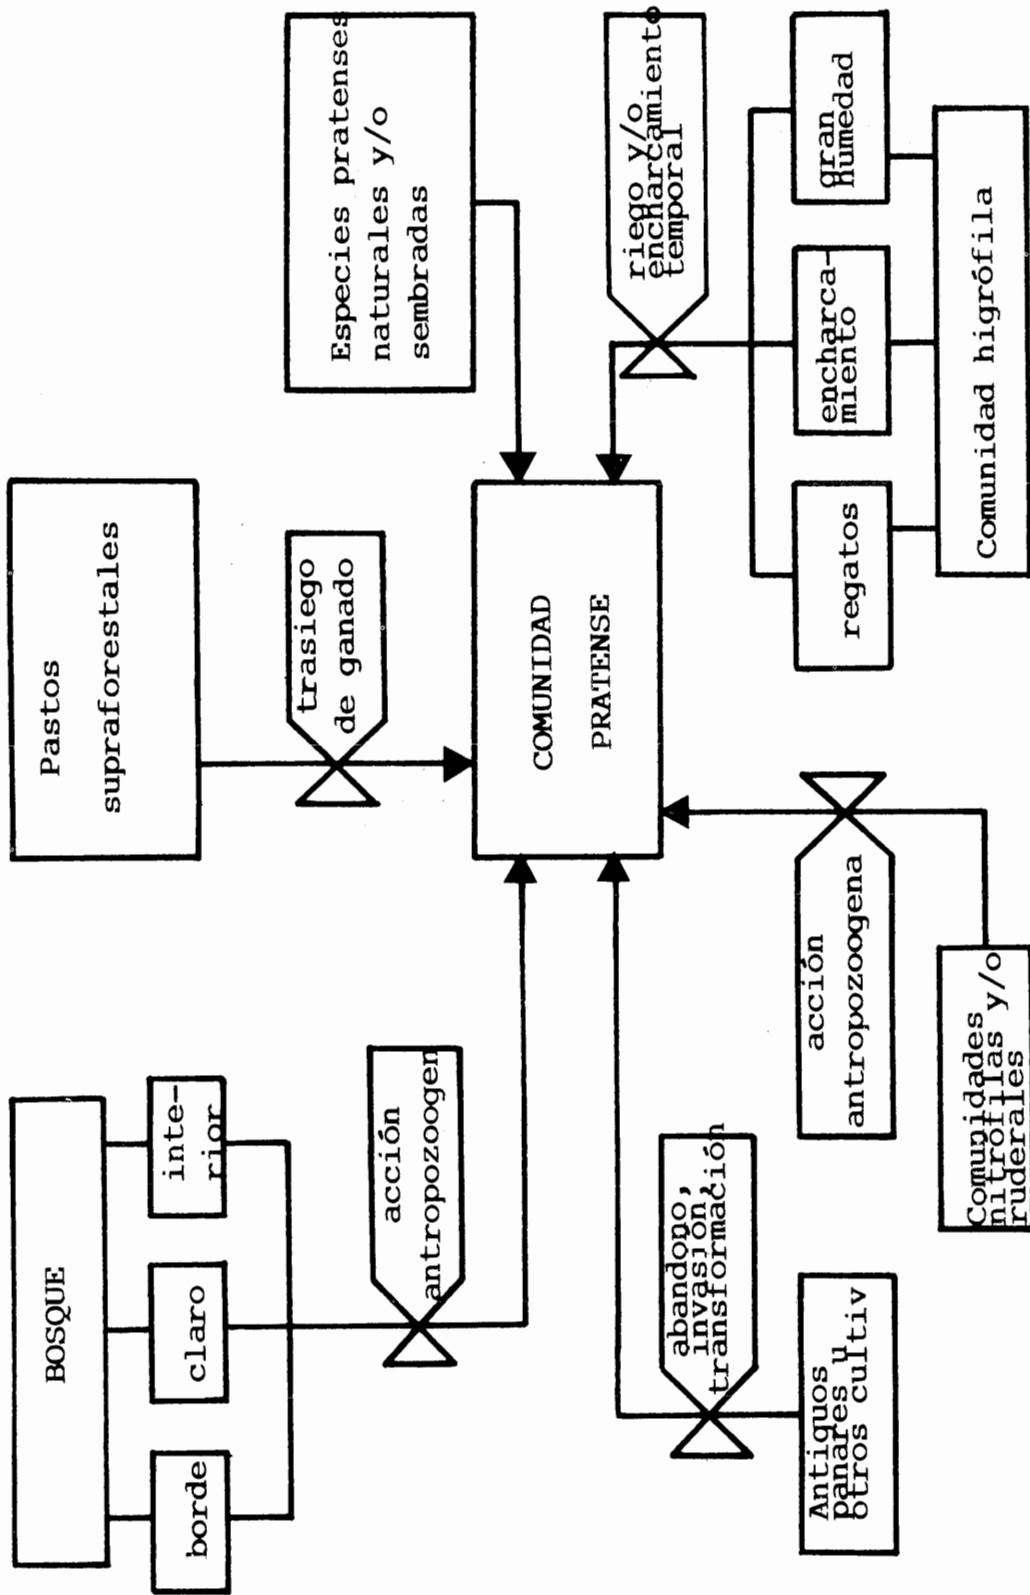 BOSQUE
borde
claro
inte-
rior
acción
antropozoogen
Pastos
supraforestales
trasiego
de ganado
Especies pratenses
naturales y/o
sembradas
COMUNIDAD
PRATENSE
abandono,
invasión,
transformación
Antiquos
panares u
otros cultiv
acción
antropozoogena
Comunidades
nitrofilas y/o
ruderales
riego y/o
encharcamiento
temporal
regatos
encharca-
miento
gran
humedad
Comunidad higrófila